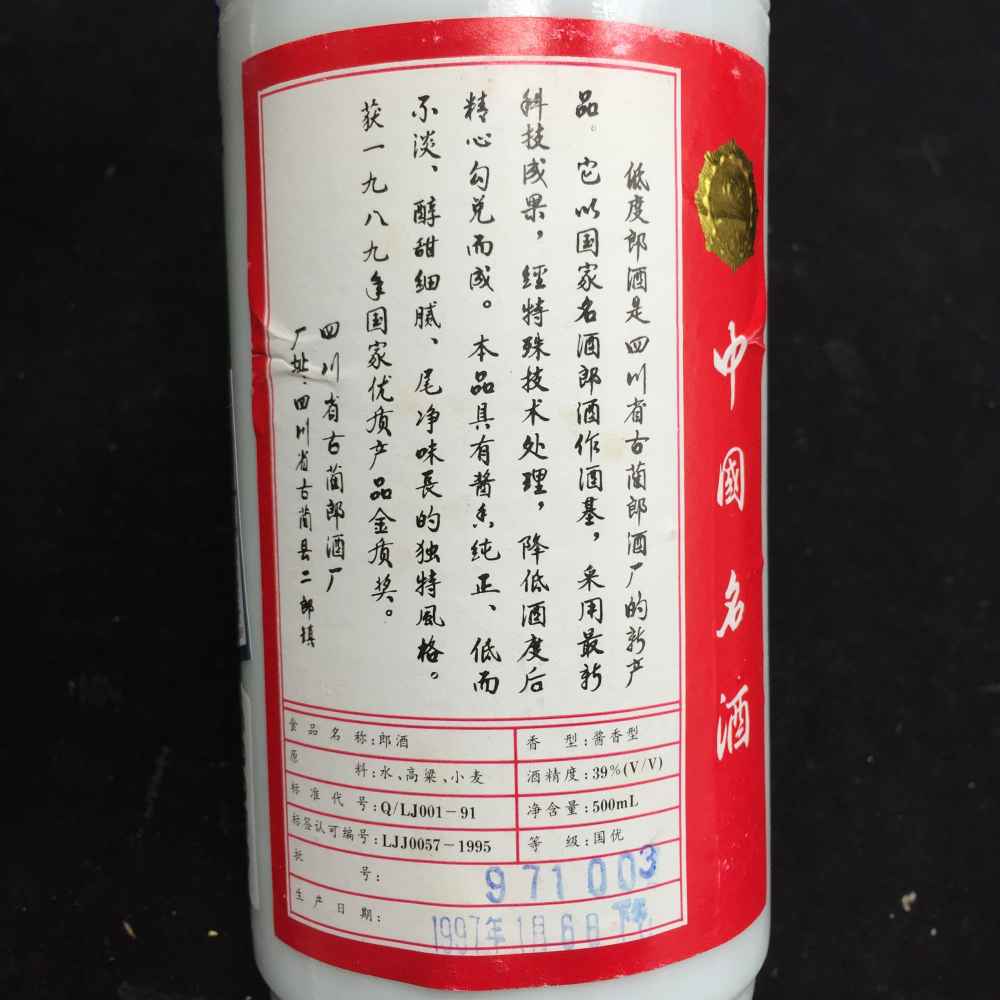 低度郎酒是四川省古蔺郎酒厂的新产
品。它以国家名酒郎酒作酒基，采用最新
科技成果，经特殊技术处理，降低酒度后
精心勾兑而成。本品具有酱香纯正、低而
不淡、醇甜细腻、尾净味長的独特風格。
获一九八九年国家优质产品金质奖。
四川省古蔺郎酒厂
厂址：四川省古蔺县二郎镇
中國名酒
食品名称：郎酒
香型：酱香型
原料：水、高粱、小麦
酒精度：39%(V/V)
标准代号：Q/LJ001-91
净含量：500mL
标签认可编号：LJJ0057-1995
等级：国优
批号：971003
生产日期：1997年1月6日